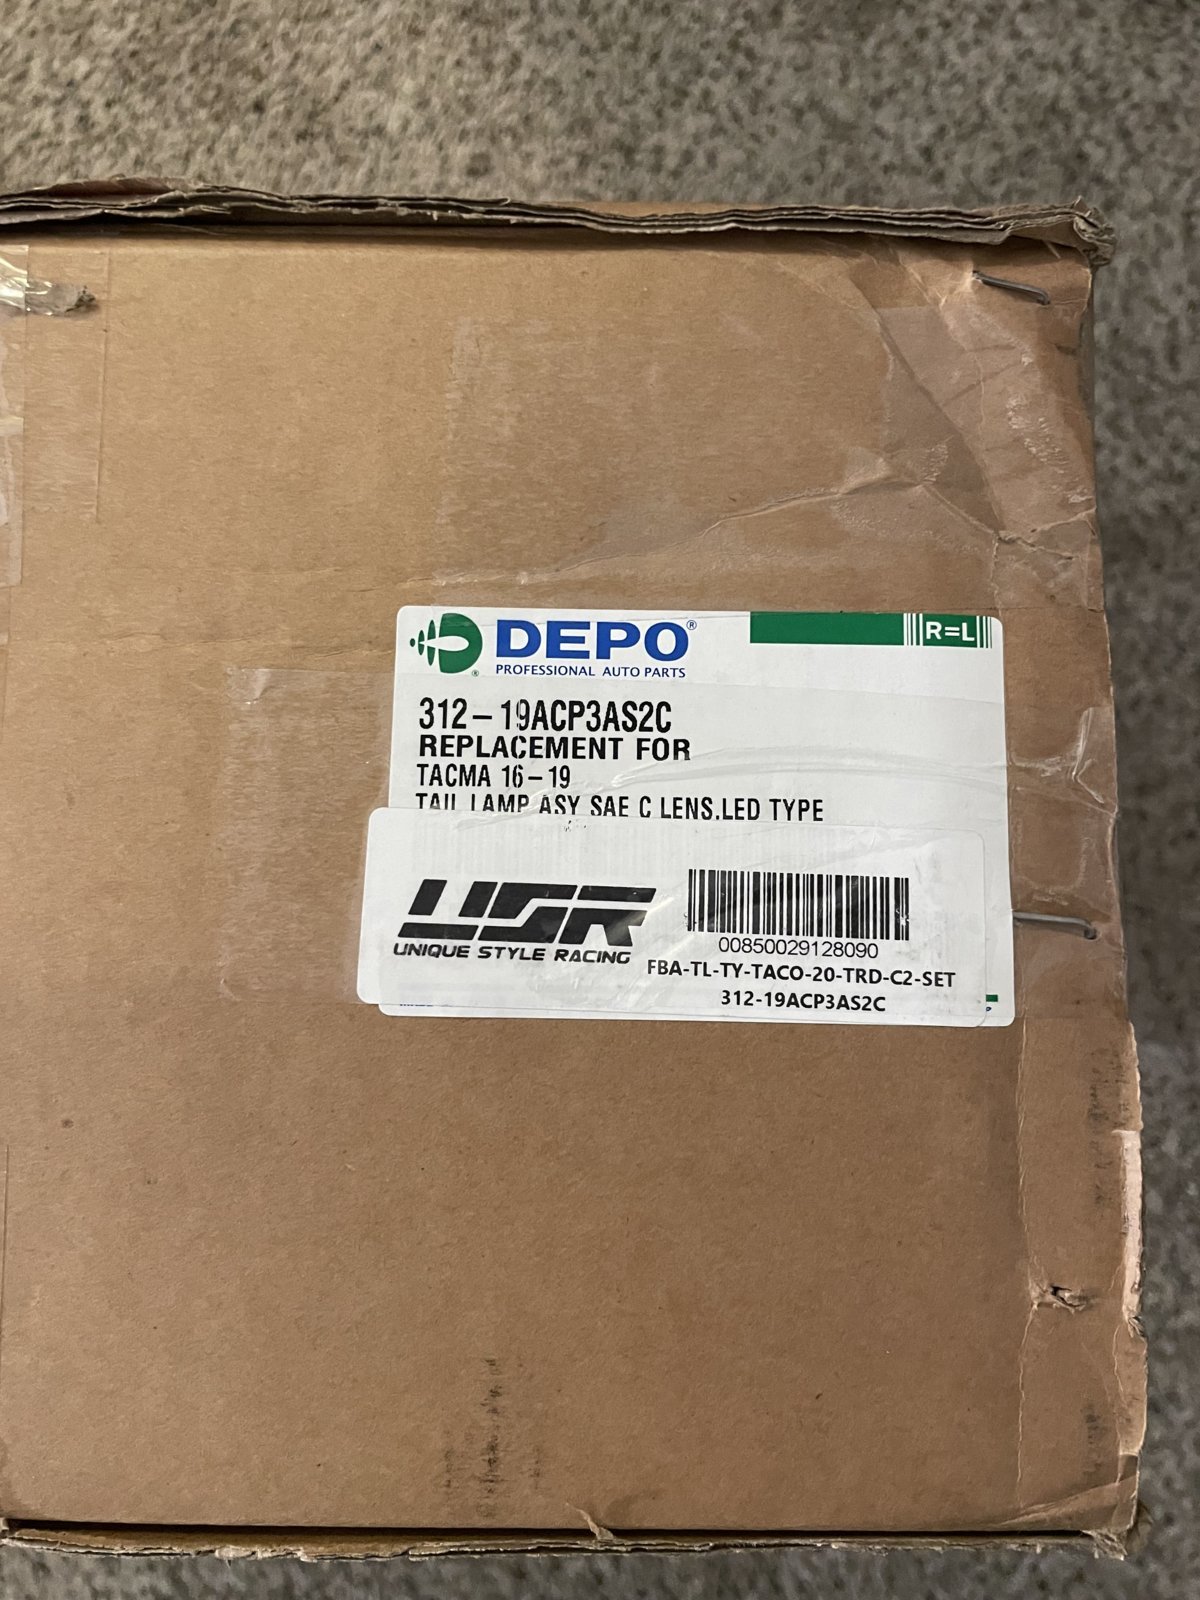 DEPO®
PROFESSIONAL AUTO PARTS
R=L
312-19ACP3AS2C
REPLACEMENT FOR
TACMA 16-19
TAIL LAMP ASY SAE C LENS.LED TYPE
USR
UNIQUE STYLE RACING
00850029128090
FBA-TL-TY-TACO-20-TRD-C2-SET
312-19ACP3AS2C